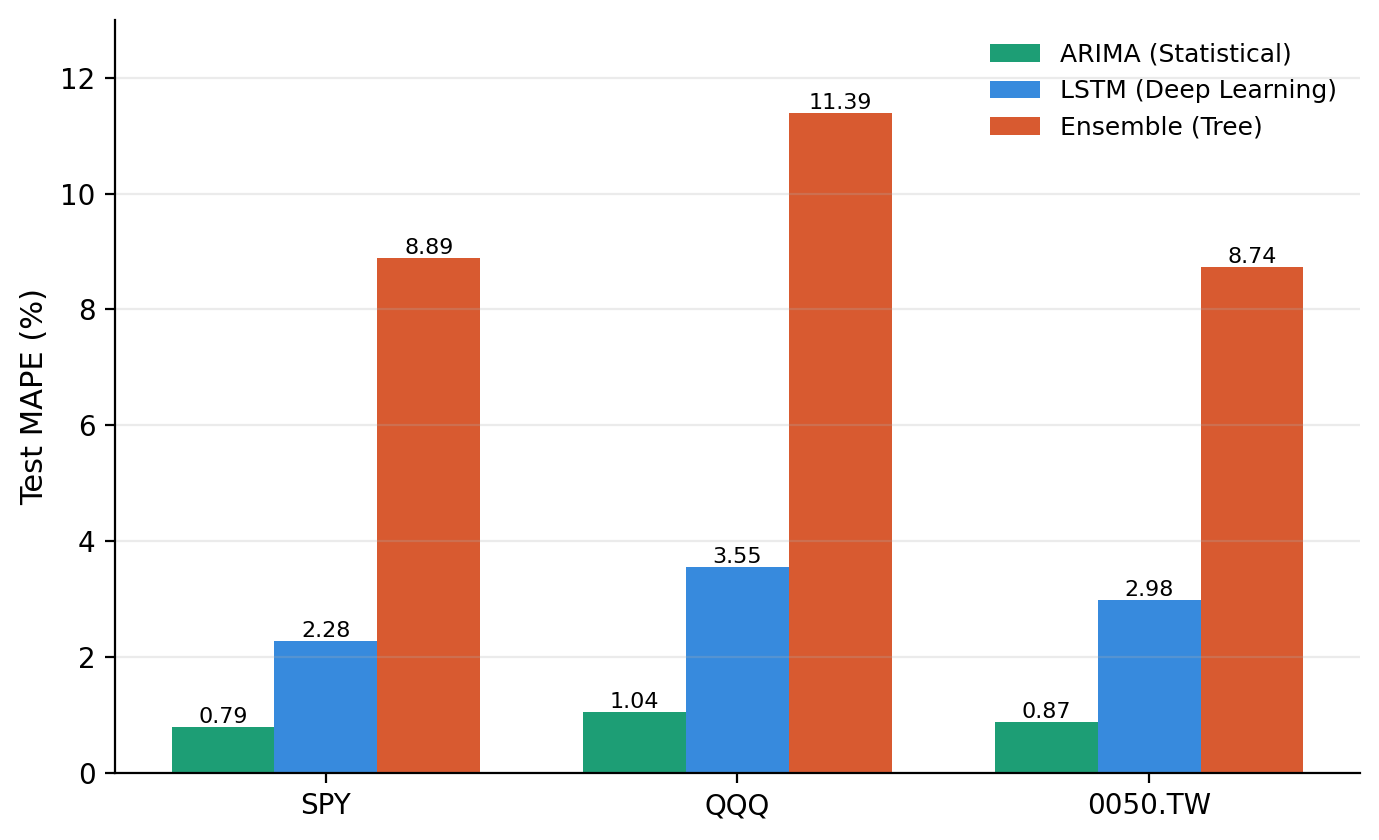 ARIMA (Statistical)
LSTM (Deep Learning)
Ensemble (Tree)
Test MAPE (%)
12
10
8
6
4
2
0
0.79
2.28
8.89
1.04
3.55
11.39
0.87
2.98
8.74
SPY
QQQ
0050.TW